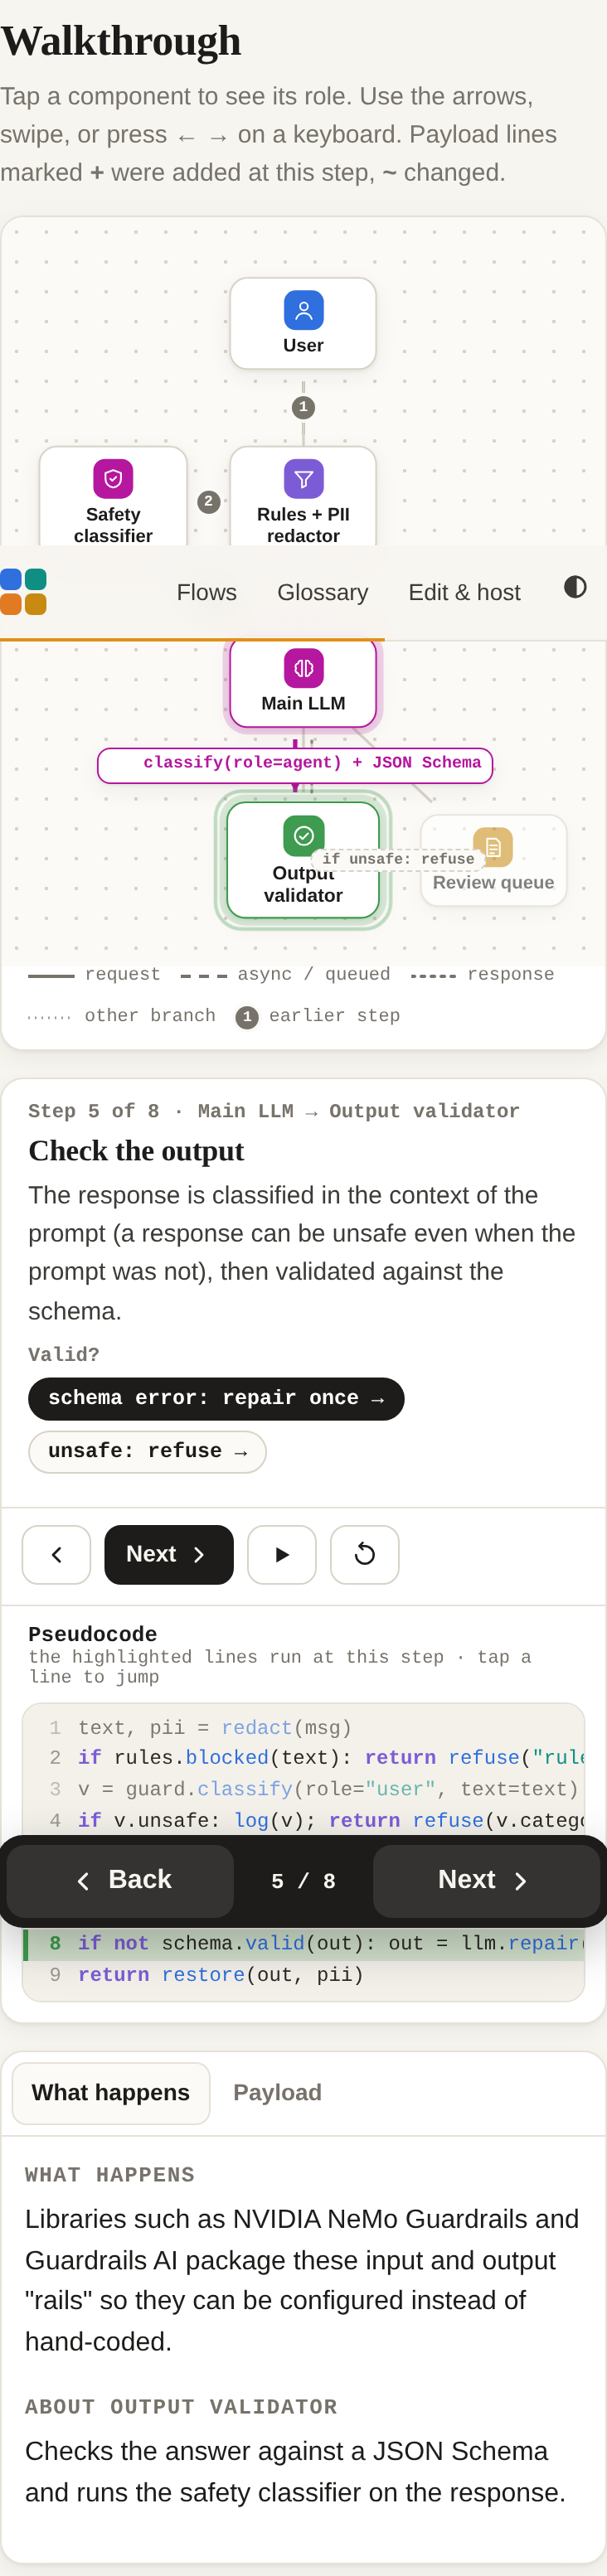 Walkthrough
Tap a component to see its role. Use the arrows,
swipe, or press ← → on a keyboard. Payload lines
marked + were added at this step, ~ changed.
User
1
Safety
classifier
2
Rules + PII
redactor
Flows
Glossary
Edit & host
Main LLM
classify(role=agent) + JSON Schema
if unsafe: refuse
Output
validator
Review queue
request
async / queued
response
other branch
1
earlier step
Step 5 of 8 · Main LLM → Output validator
Check the output
The response is classified in the context of the
prompt (a response can be unsafe even when the
prompt was not), then validated against the
schema.
Valid?
schema error: repair once →
unsafe: refuse →
Next
Pseudocode
the highlighted lines run at this step · tap a
line to jump
1 text, pii = redact(msg)
2 if rules.blocked(text): return refuse("rule
3 v = guard.classify(role="user", text=text)
4 if v.unsafe: log(v); return refuse(v.catego
Back
5 / 8
Next
8 if not schema.valid(out): out = llm.repair(
9 return restore(out, pii)
What happens
Payload
WHAT HAPPENS
Libraries such as NVIDIA NeMo Guardrails and
Guardrails AI package these input and output
"rails" so they can be configured instead of
hand-coded.
ABOUT OUTPUT VALIDATOR
Checks the answer against a JSON Schema
and runs the safety classifier on the response.